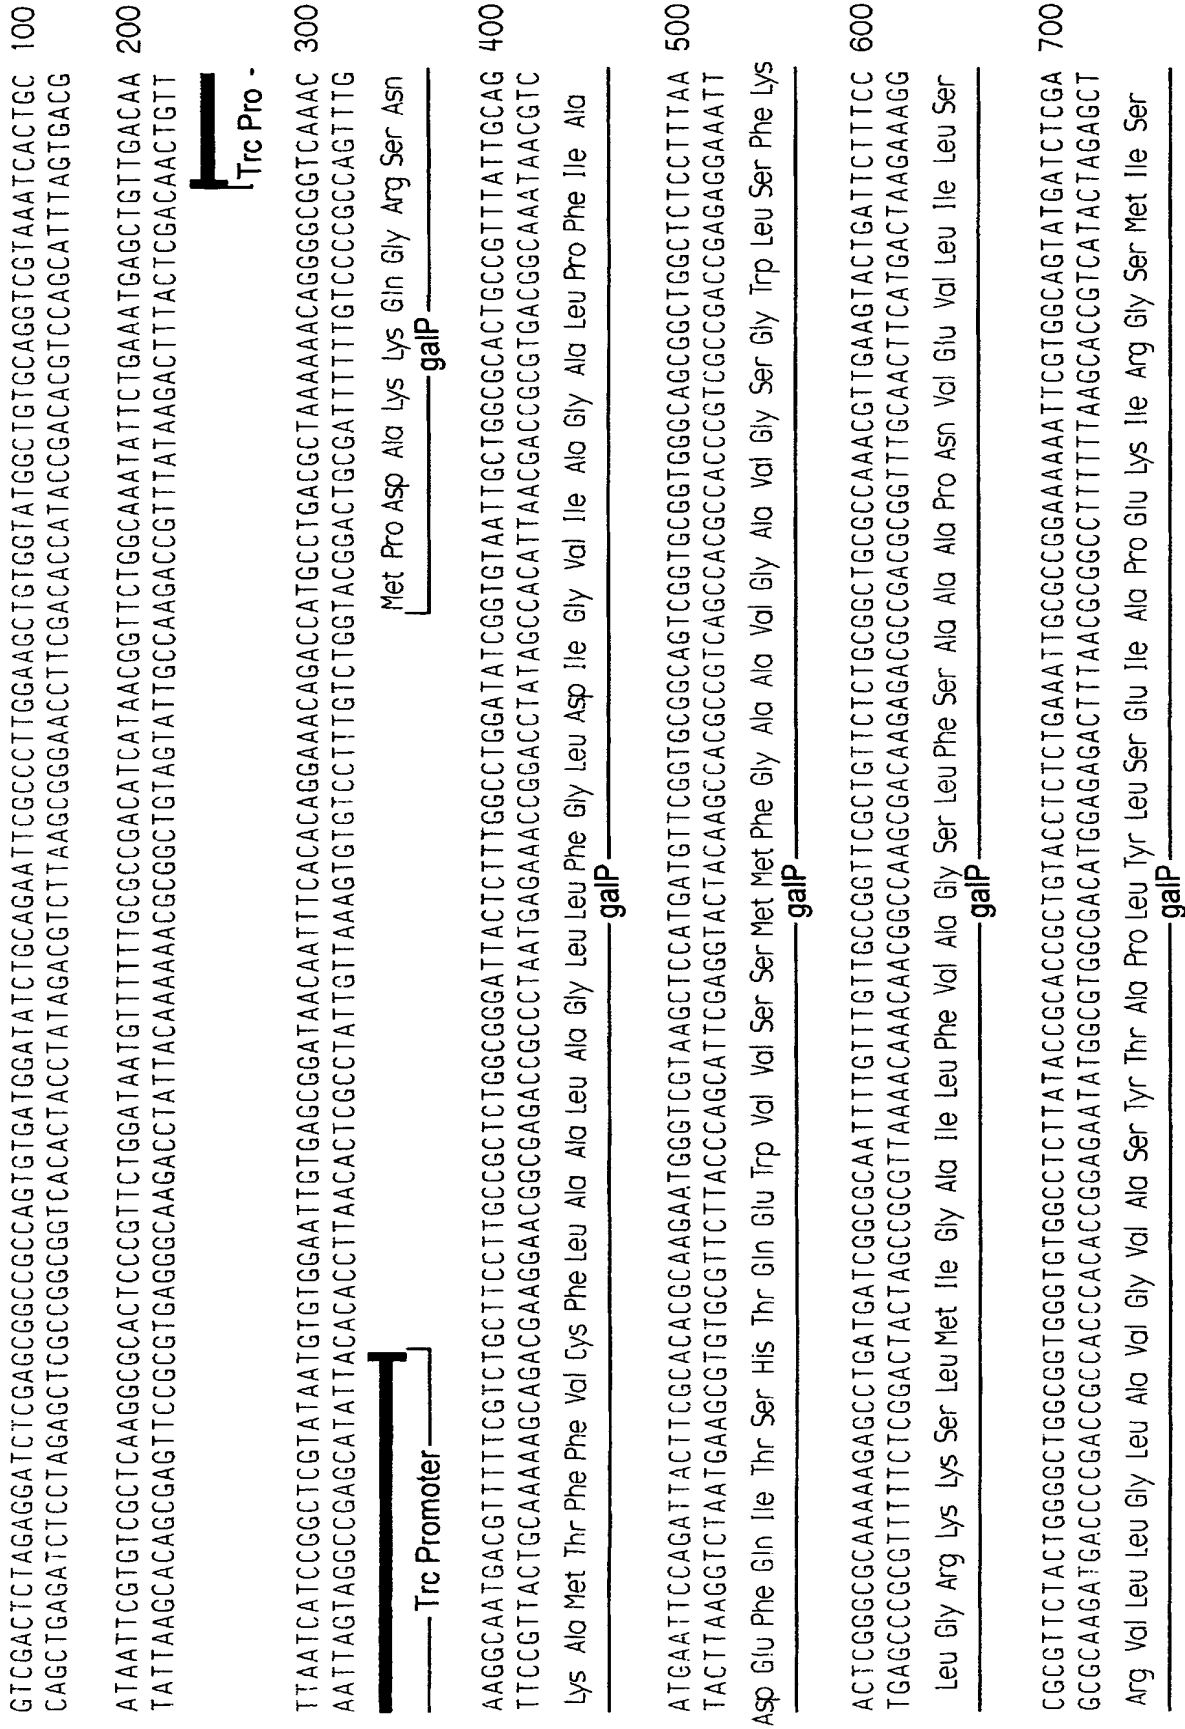 GTCGACTCTAGAGGATCTCGAGCGGCCGCCAGTGTGATGGATATCTGCAGAATTCGCCCTTGGAAGCTGTGGTATGGCTGTGCAGGTCGTAAATCACTGC 100
CAGCTGAGATCTCCTAGAGCTCGCCGGCGGTCACACTACCTATAGACGTCTTAAGCGGGAACCTTCGACACCATACCGACACGTCCAGCATTTAGTGACG
ATAATTCGTGTCGCTCAAGGCGCACTCCCGTTCTGGATAATGTTTTTTGCGCCGACATCATAACGGTTCTGGCAAATATTCTGAAATGAGCTGTTGACAA 200
TATTAAGCACAGCGAGTTCCGCGTGAGGGCAAGACCTATTACAAAAAACGCGGCTGTAGTATTGCCAAGACCGTTTATAAGACTTTACTCGACAACTGTT
Trc Pro -
TTAATCATCCGGCTCGTATAATGTGTGGAATTGTGAGCGGATAACAATTTCACACAGGAAACAGACCATGCCTGACGCTAAAAAACAGGGGCGGTCAAAC 300
AATTAGTAGGCCGAGCATATTACACACCTTAACACTCGCCTATTGTTAAAGTGTGTCCTTTGTCTGGTACGGACTGCGATTTTTTGTCCCCGCCAGTTTG
Met Pro Asp Ala Lys Lys Gln Gly Arg Ser Asn
Trc Promoter galP
AAGGCAATGACGTTTTTCGTCTGCTTCCTTGCCGCTCTGGCGGGATTACTCTTTGGCCTGGATATCGGTGTAATTGCTGGCGCACTGCCGTTTATTGCAG 400
TTCCGTTACTGCAAAAAGCAGACGAAGGAACGGCGAGACCGCCCTAATGAGAAACCGGACCTATAGCCACATTAACGACCGCGTGACGGCAAATAACGTC
Lys Ala Met Thr Phe Phe Val Cys Phe Leu Ala Ala Leu Ala Gly Leu Leu Phe Gly Leu Asp Ile Gly Val Ile Ala Gly Ala Leu Pro Phe Ile Ala
galP
ATGAATTCCAGATTACTTCGCACACGCAAGAATGGGTCGTAAGCTCCATGATGTTCGGTGCGGCAGTCGGTGCGGTGGGCAGCGGCTGGCTCTCCTTTAA 500
TACTTAAGGTCTAATGAAGCGTGTGCGTTCTTACCCAGCATTCGAGGTACTACAAGCCACGCCGTCAGCCACGCCACCCGTCGCCGACCGAGAGGAAATT
Asp Glu Phe Gln Ile Thr Ser His Thr Gln Glu Trp Val Val Ser Ser Met Met Phe Gly Ala Ala Val Gly Ala Val Gly Ser Gly Trp Leu Ser Phe Lys
galP
ACTCGGGCGCAAAAAGAGCCTGATGATCGGCGCAATTTTGTTTGTTGCCGGTTCGCTGTTCTCTGCGGCTGCGCCAAACGTTGAAGTACTGATTCTTTCC 600
TGAGCCCGCGTTTTTCTCGGACTACTAGCCGCGTTAAAACAAACAACGGCCAAGCGACAAGAGACGCCGACGCGGTTTGCAACTTCATGACTAAGAAAGG
Leu Gly Arg Lys Lys Ser Leu Met Ile Gly Ala Ile Leu Phe Val Ala Gly Ser Leu Phe Ser Ala Ala Ala Pro Asn Val Glu Val Leu Ile Leu Ser
galP
CGCGTTCTACTGGGGCTGGCGGTGGGTGTGGCCTCTTATACCGCACCGCTGTACCTCTCTGAAATTGCGCCGGAAAAAATTCGTGGCAGTATGATCTCGA 700
GCGCAAGATGACCCCGACCGCCACCCACACCGGAGAATATGGCGTGGCGACATGGAGAGACTTTAACGCGGCCTTTTTTAAGCACCGTCATACTAGAGCT
Arg Val Leu Leu Gly Leu Ala Val Gly Val Ala Ser Tyr Thr Ala Pro Leu Tyr Leu Ser Glu Ile Ala Pro Glu Lys Ile Arg Gly Ser Met Ile Ser
galP